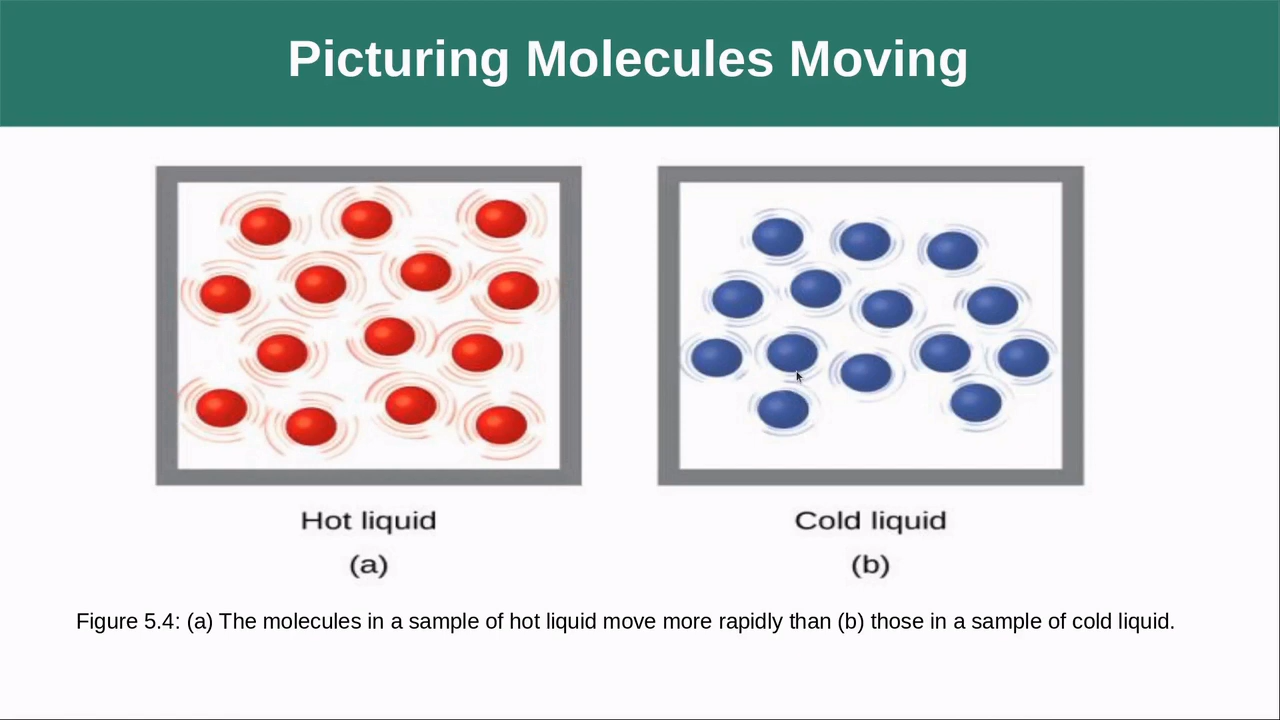 Picturing Molecules Moving
Hot liquid
(a)
Cold liquid
(b)
Figure 5.4: (a) The molecules in a sample of hot liquid move more rapidly than (b) those in a sample of cold liquid.